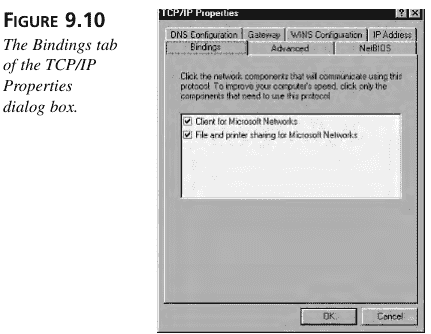 FIGURE 9.10
The Bindings tab
of the TCP/IP
Properties
dialog box.
TCP/IP Properties
DNS Configuration Gateway WINS Configuration IP Address
Bindings Advanced NetBIOS
Click the network components that will communicate using this
protocol. To improve your computer's speed, click only the
components that need to use this protocol.
Client for Microsoft Networks
File and printer sharing for Microsoft Networks
OK Cancel